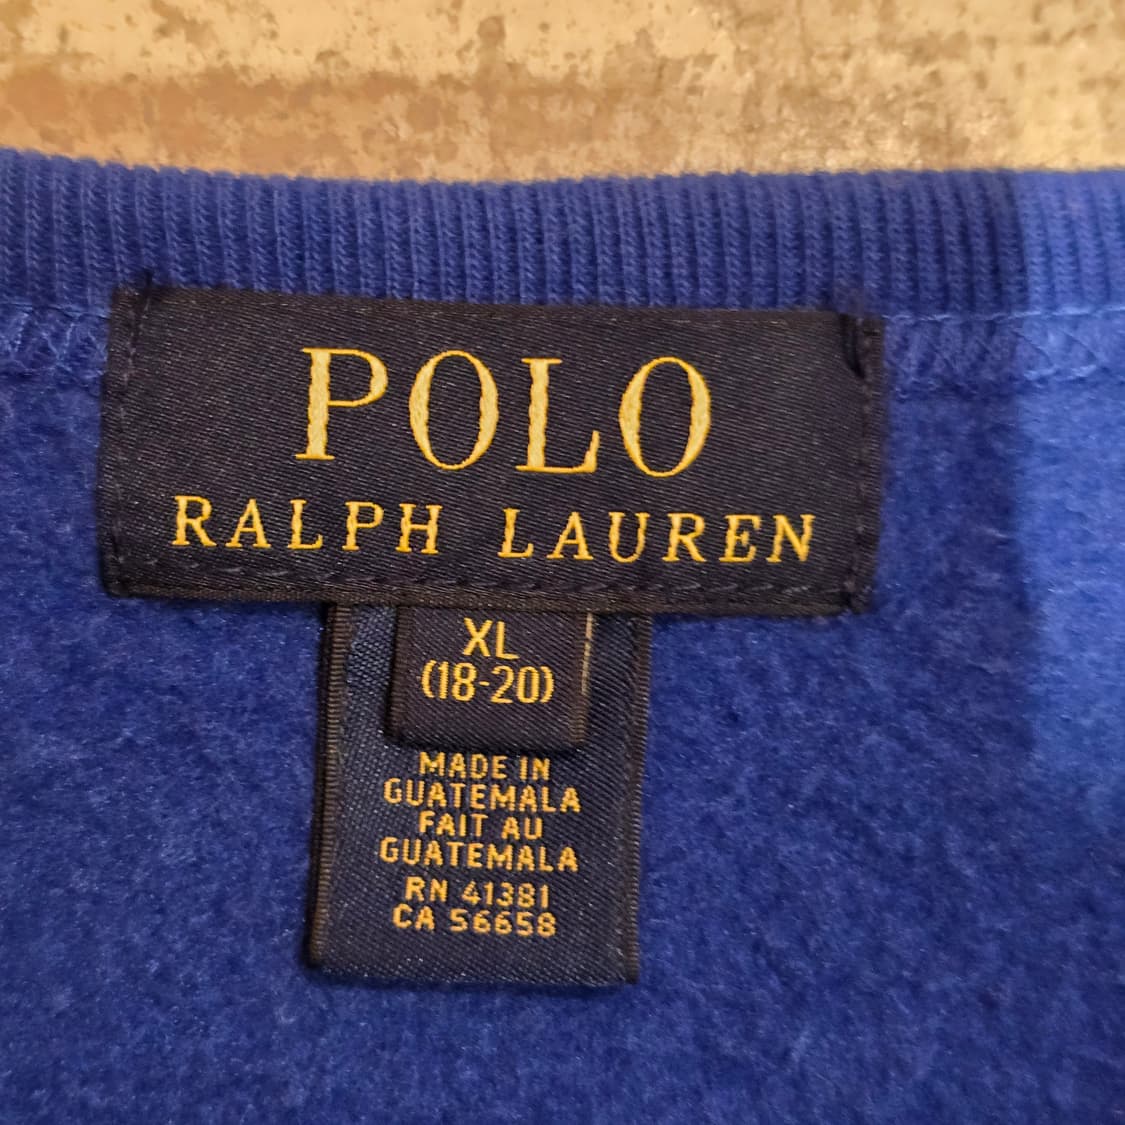 POLO
RALPH LAUREN
XL
(18-20)
MADE IN
GUATEMALA
FAIT AU
GUATEMALA
RN 41381
CA 56658